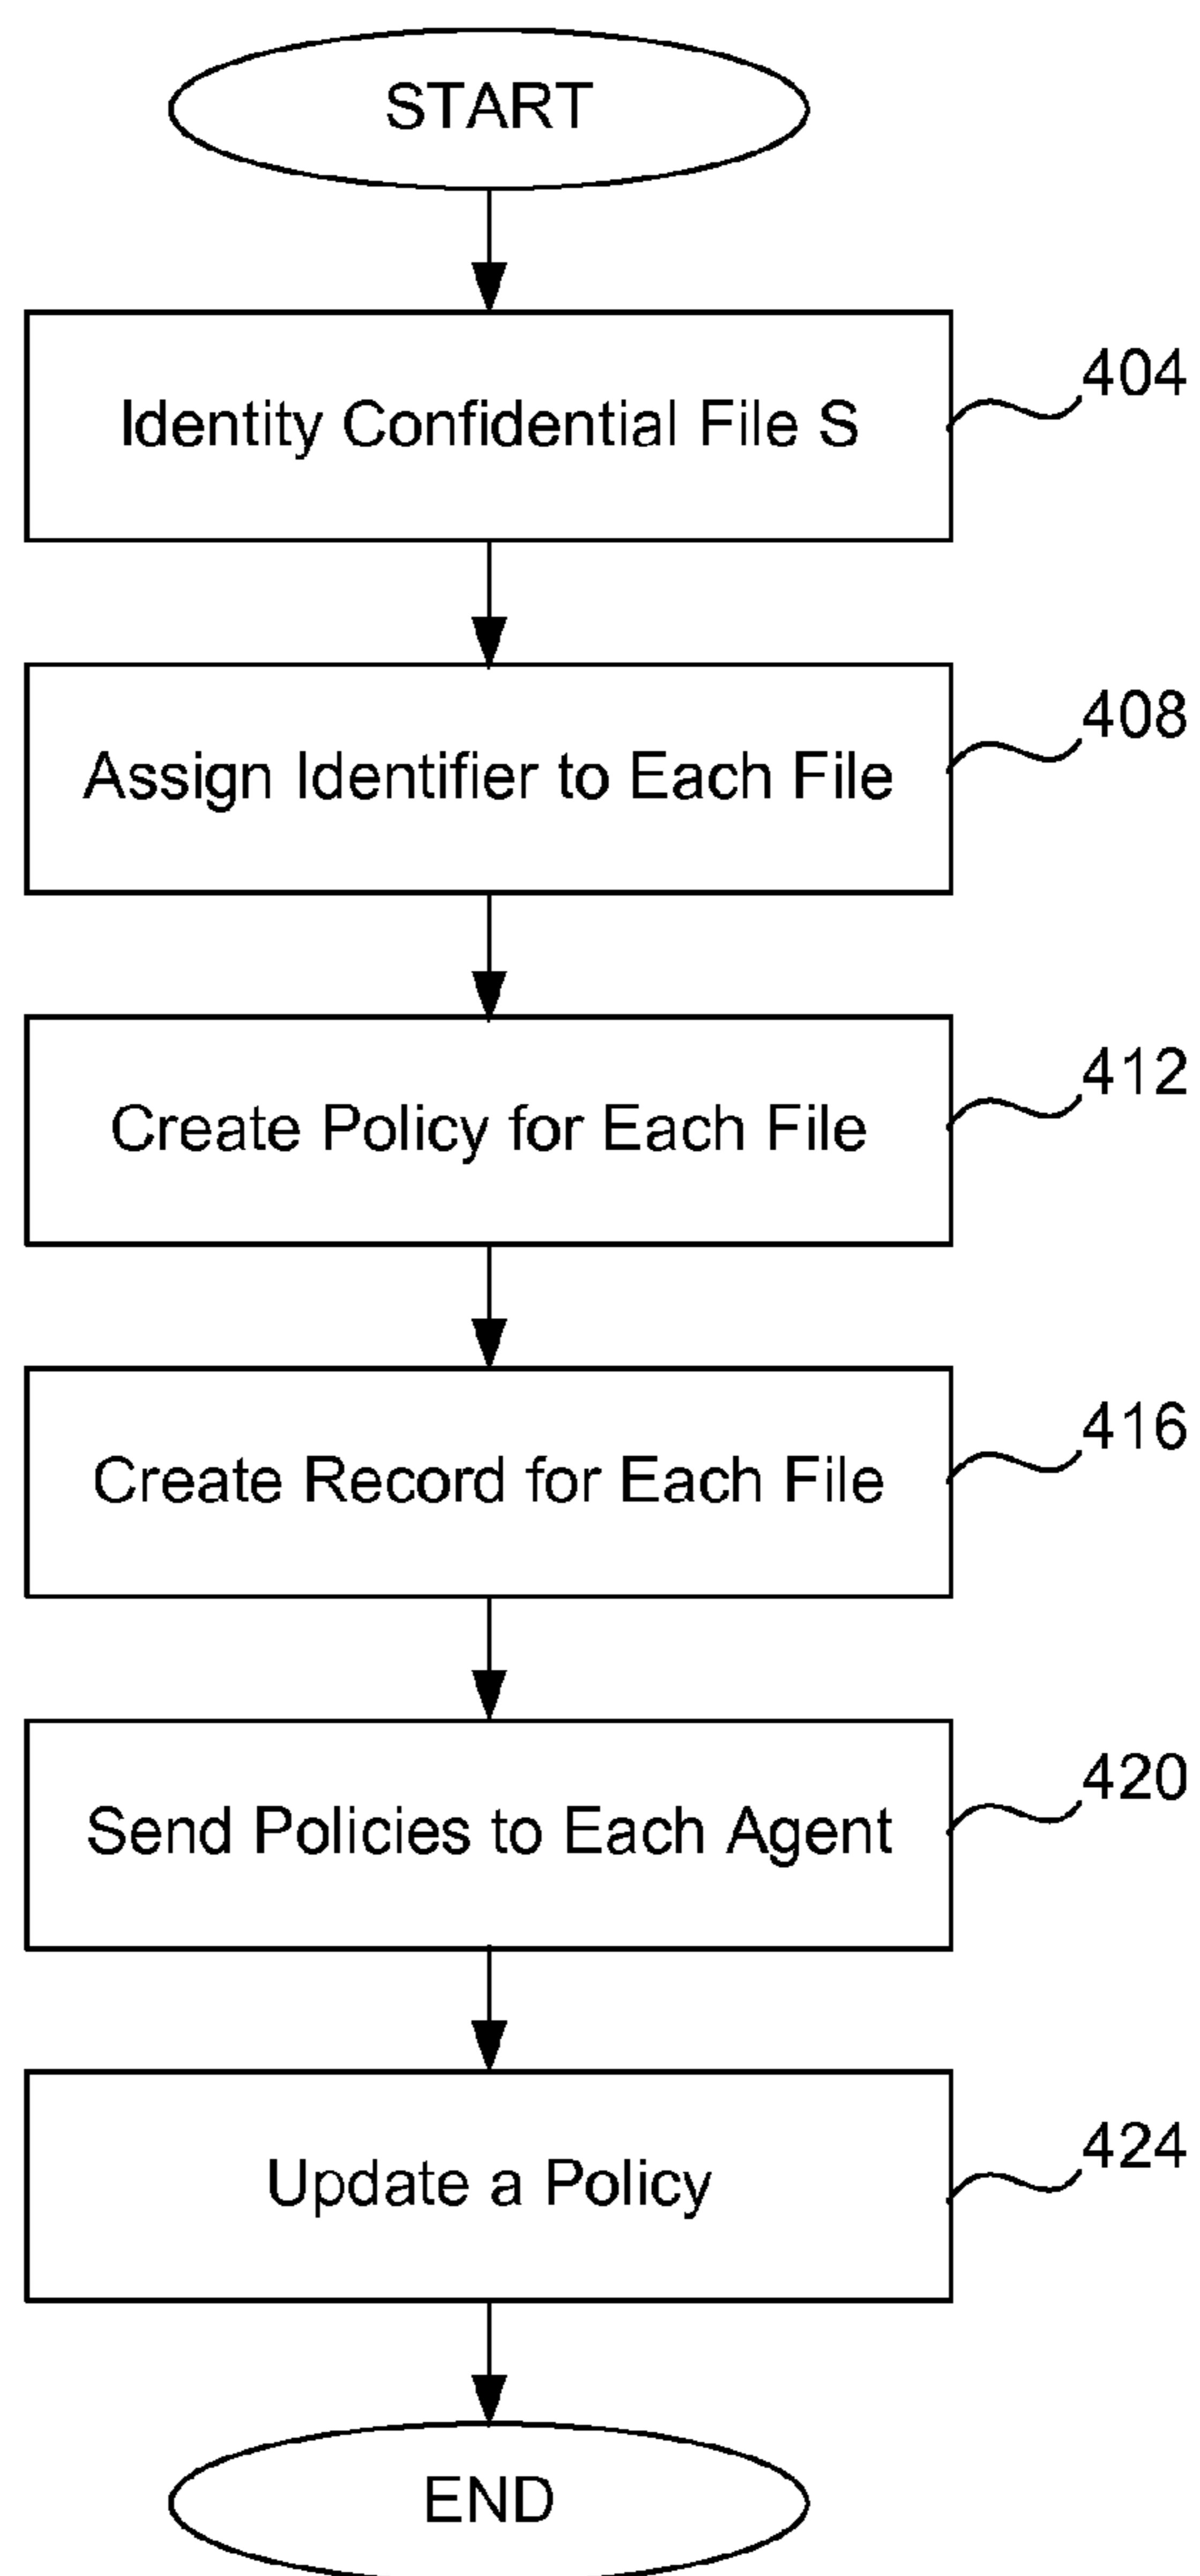 START
Identity Confidential File S
404
Assign Identifier to Each File
408
Create Policy for Each File
412
Create Record for Each File
416
Send Policies to Each Agent
420
Update a Policy
424
END